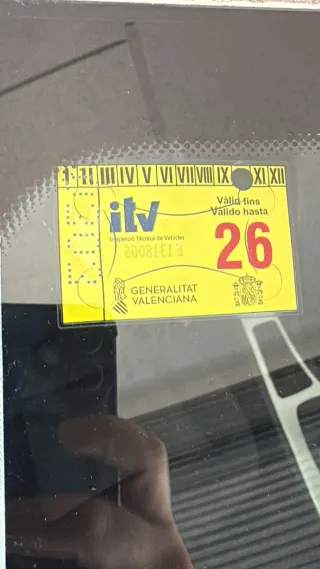 I II III IV V VI VII VIII IX XI XII
Vàlid fins
Válido hasta
itv
Inspecció Tècnica de Vehicles
26
GENERALITAT
VALENCIANA